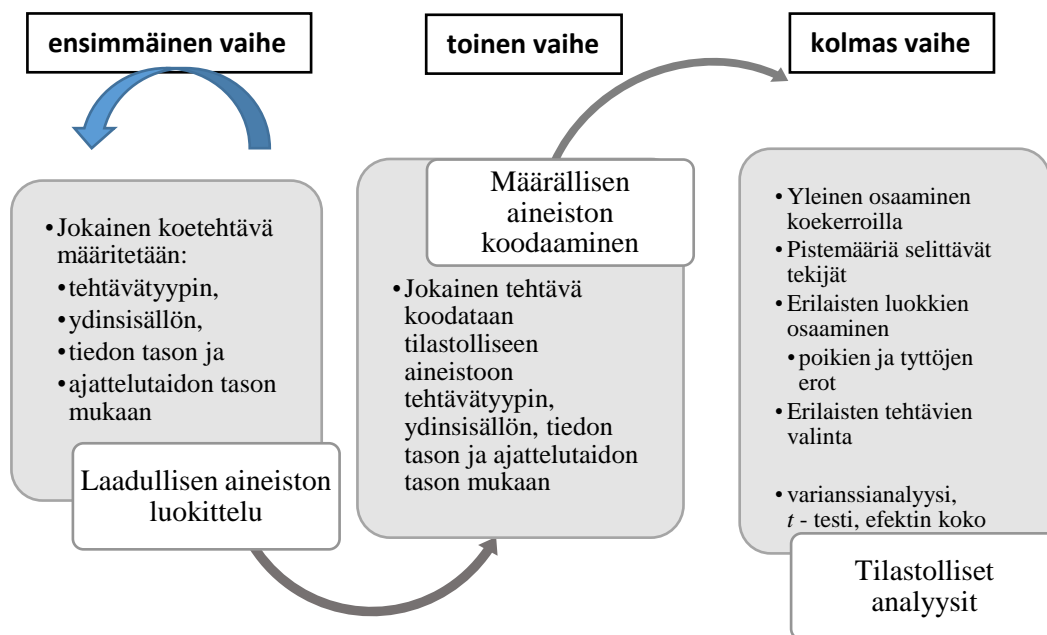 ensimmäinen vaihe
toinen vaihe
kolmas vaihe
•Jokainen koetehtävä
määritetään:
•tehtävätyypin,
•ydinsisällön,
•tiedon tason ja
•ajattelutaidon tason
mukaan
Laadullisen aineiston
luokittelu
Määrällisen
aineiston
koodaaminen
•Jokainen tehtävä
koodataan
tilastolliseen
aineistoon
tehtävätyypin,
ydinsisällön, tiedon
tason ja ajattelutaidon
tason mukaan
•Yleinen osaaminen
koekerroilla
•Pistemääriä selittävät
tekijät
•Erilaisten luokkien
osaaminen
•poikien ja tyttöjen
erot
•Erilaisten tehtävien
valinta
•varianssianalyysi,
t - testi, efektin koko
Tilastolliset
analyysit